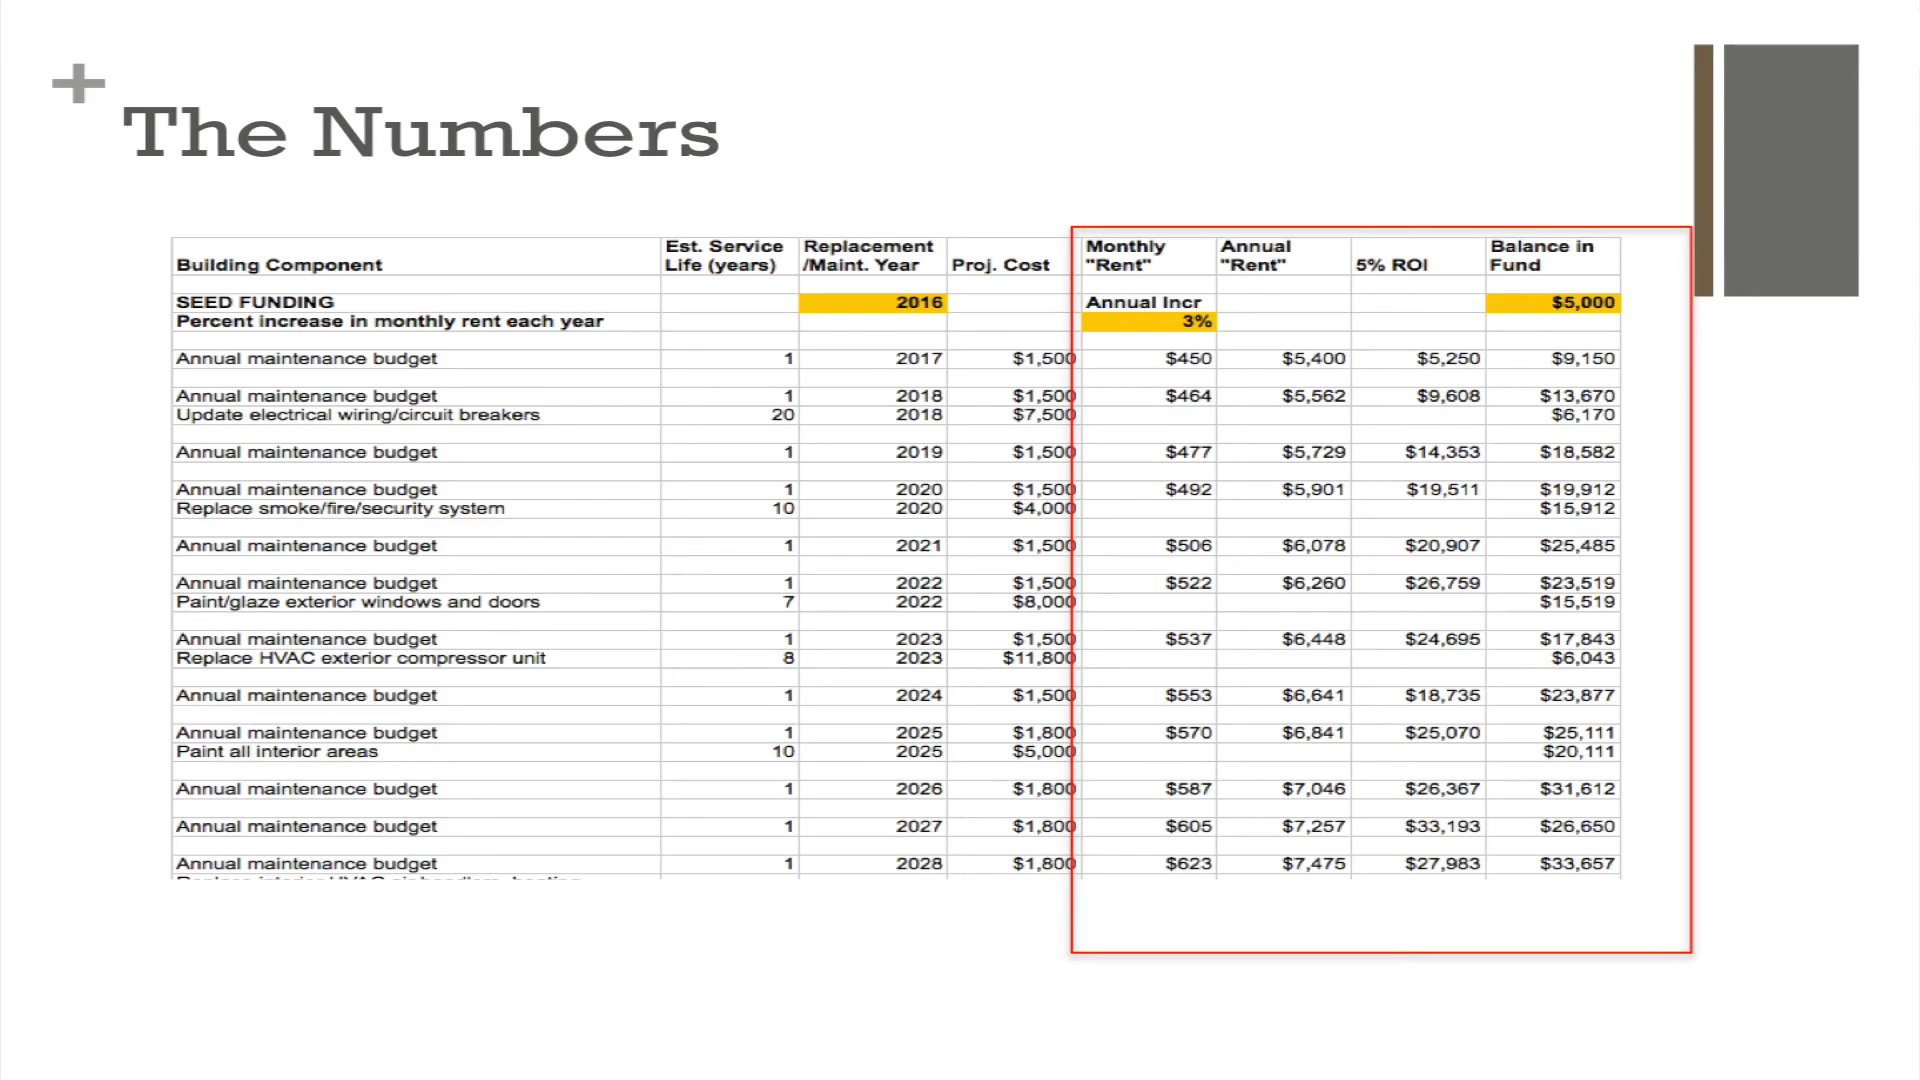 +
The Numbers
Building Component Est. Service Life (years) Replacement /Maint. Year Proj. Cost Monthly "Rent" Annual "Rent" 5% ROI Balance in Fund
SEED FUNDING 2016 Annual Incr $5,000
Percent increase in monthly rent each year 3%
Annual maintenance budget 1 2017 $1,500 $450 $5,400 $5,250 $9,150
Annual maintenance budget 1 2018 $1,500 $464 $5,562 $9,608 $13,670
Update electrical wiring/circuit breakers 20 2018 $7,500 $6,170
Annual maintenance budget 1 2019 $1,500 $477 $5,729 $14,353 $18,582
Annual maintenance budget 1 2020 $1,500 $492 $5,901 $19,511 $19,912
Replace smoke/fire/security system 10 2020 $4,000 $15,912
Annual maintenance budget 1 2021 $1,500 $506 $6,078 $20,907 $25,485
Annual maintenance budget 1 2022 $1,500 $522 $6,260 $26,759 $23,519
Paint/glaze exterior windows and doors 7 2022 $8,000 $15,519
Annual maintenance budget 1 2023 $1,500 $537 $6,448 $24,695 $17,843
Replace HVAC exterior compressor unit 8 2023 $11,800 $6,043
Annual maintenance budget 1 2024 $1,500 $553 $6,641 $18,735 $23,877
Annual maintenance budget 1 2025 $1,800 $570 $6,841 $25,070 $25,111
Paint all interior areas 10 2025 $5,000 $20,111
Annual maintenance budget 1 2026 $1,800 $587 $7,046 $26,367 $31,612
Annual maintenance budget 1 2027 $1,800 $605 $7,257 $33,193 $26,650
Annual maintenance budget 1 2028 $1,800 $623 $7,475 $27,983 $33,657